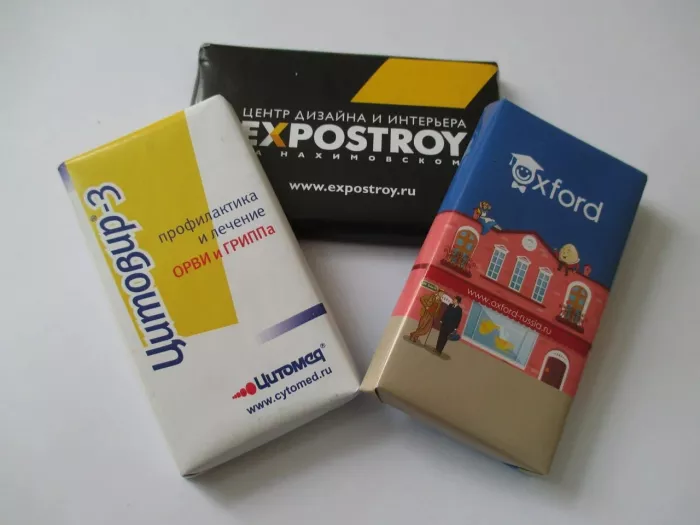 ЦЕНТР ДИЗАЙНА И ИНТЕРЬЕРА
EXPOSTROY
НА НАХИМОВСКОМ
www.expostroy.ru
Цитовир-3
профилактика
и лечение
ОРВИ и ГРИППа
Цитомед®
www.cytomed.ru
Oxford
www.oxford-russia.ru